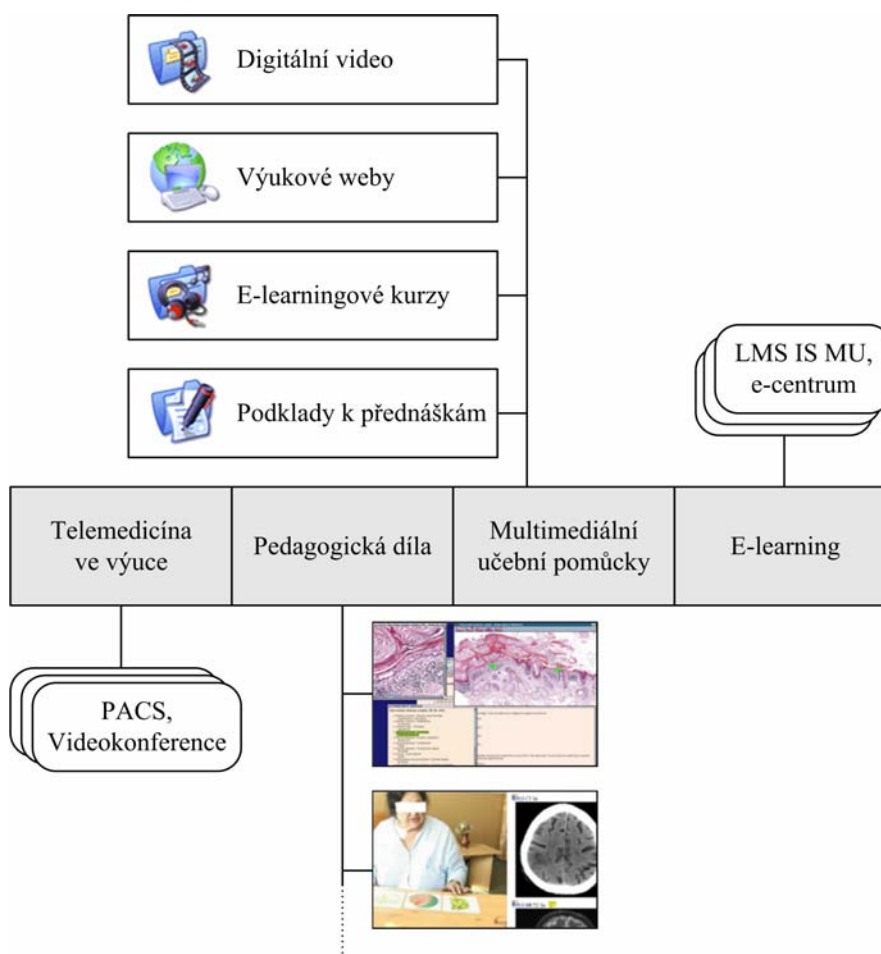 Digitální video
Výukové weby
E-learningové kurzy
Podklady k přednáškám
LMS IS MU,
e-centrum
Telemedicína
ve výuce
Pedagogická díla
Multimediální
učební pomůcky
E-learning
PACS,
Videokonference